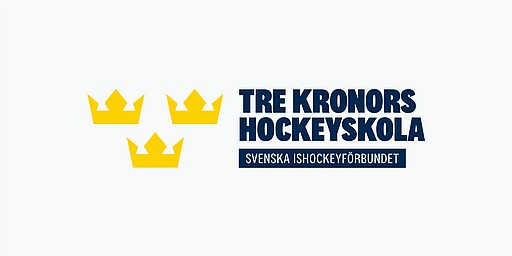 TRE KRONORS
HOCKEYSKOLA
SVENSKA ISHOCKEYFÖRBUNDET